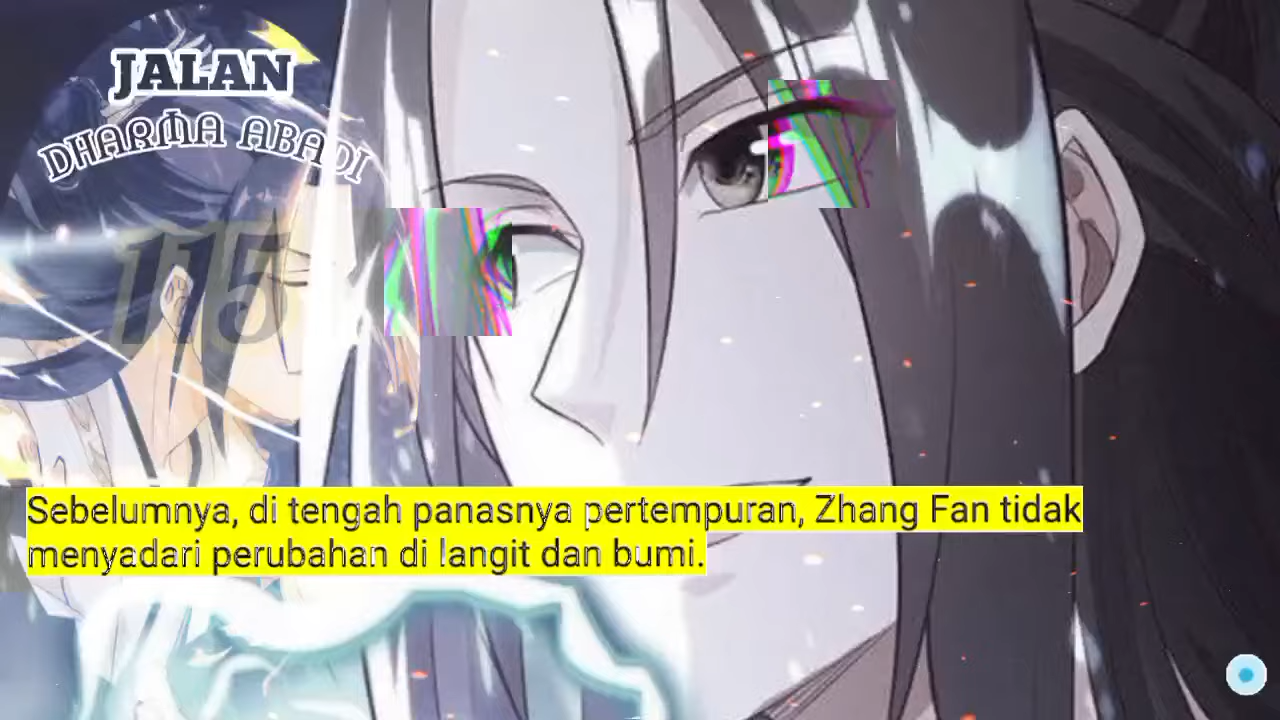 JALAN
DHARMA ABADI
115
Sebelumnya, di tengah panasnya pertempuran, Zhang Fan tidak
menyadari perubahan di langit dan bumi.